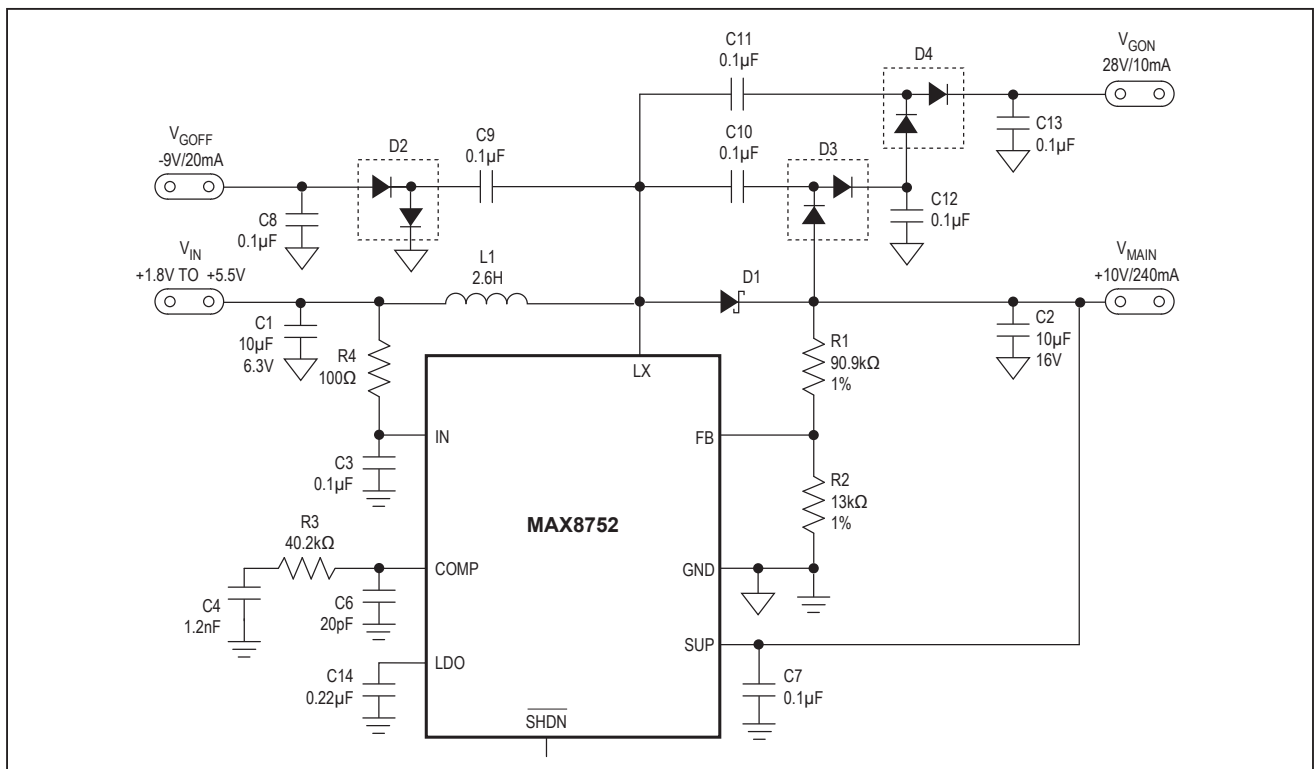 C11
0.1µF
D4
VGON
28V/10mA
C13
0.1µF
VGOFF
-9V/20mA
D2
C9
0.1µF
C10
0.1µF
D3
C8
0.1µF
C12
0.1µF
VIN
+1.8V TO +5.5V
L1
2.6H
D1
VMAIN
+10V/240mA
C1
10µF
6.3V
R4
100Ω
LX
R1
90.9kΩ
1%
C2
10µF
16V
IN
FB
C3
0.1µF
R2
13kΩ
1%
MAX8752
R3
40.2kΩ
COMP
GND
C4
1.2nF
C6
20pF
SUP
LDO
C14
0.22µF
C7
0.1µF
SHDN